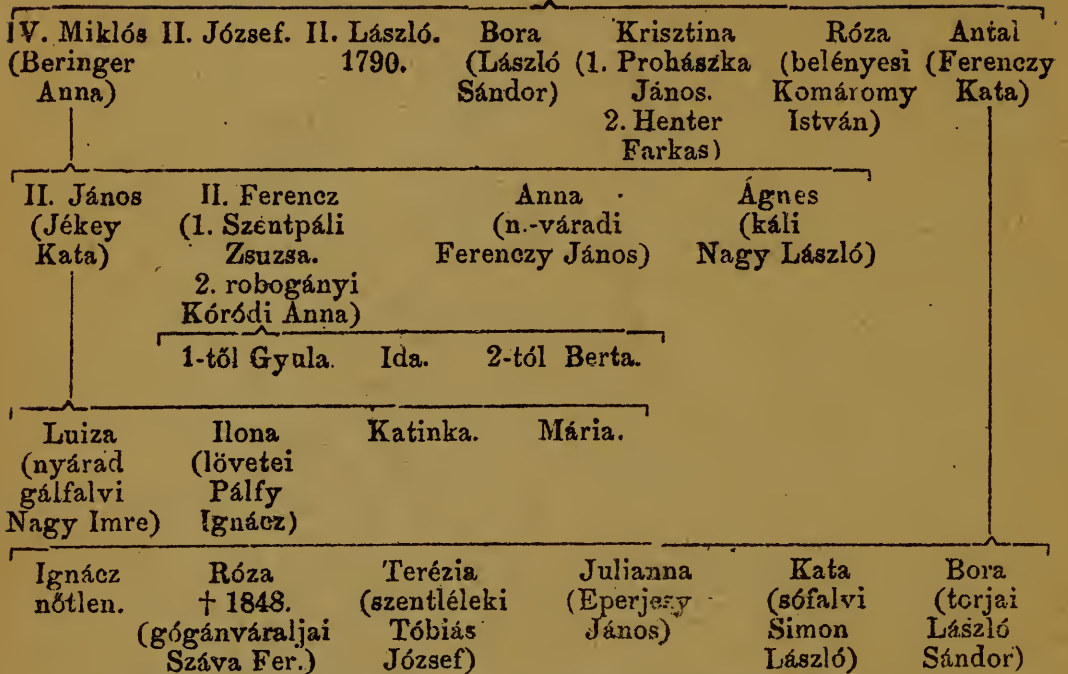 IV. Miklós II. József. II. László. Bora Krisztina Róza Antal
(Beringer 1790. (László (1. Prohászka (belényesi (Ferenczy
Anna) Sándor) János. Komáromy Kata)
2. Henter István)
Farkas)
II. János II. Ferencz Anna Ágnes
(Jékey (1. Szentpáli (n.-váradi (káli
Kata) Zsuzsa. Ferenczy János) Nagy László)
2. robogányi
Kóródi Anna)
1-től Gyula. Ida. 2-tól Berta.
Luiza Ilona Katinka. Mária.
(nyárad (lövetei
gálfalvi Pálfy
Nagy Imre) Ignácz)
Ignácz Róza Terézia Julianna Kata Bora
nőtlen. † 1848. (szentléleki (Eperjesy (sófalvi (torjai
(gógánváraljai Tóbiás János) Simon László
Száva Fer.) József) László) Sándor)